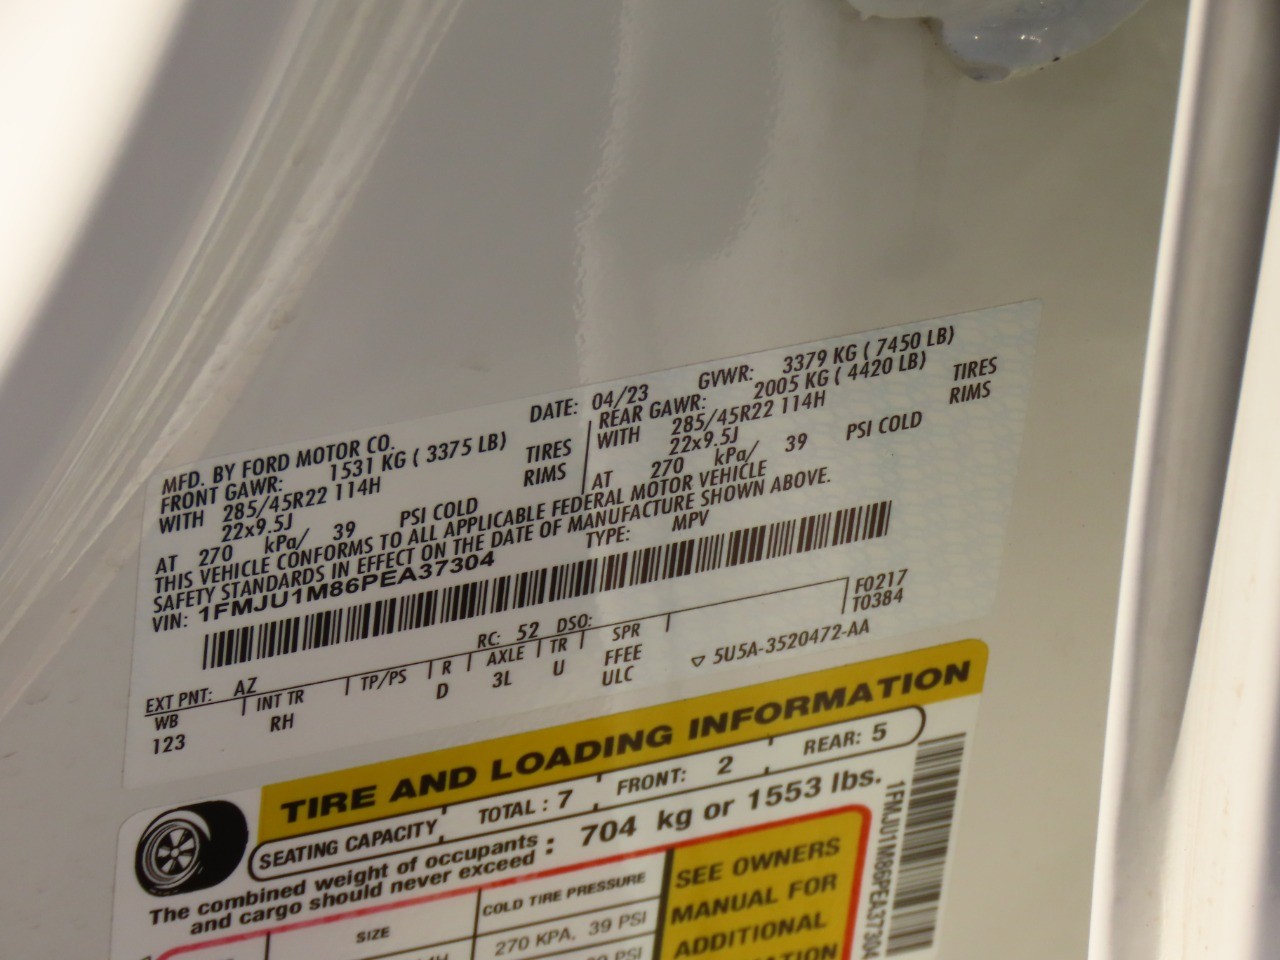 MFD. BY FORD MOTOR CO.
DATE: 04/23
GVWR: 3379 KG ( 7450 LB)
FRONT GAWR: 1531 KG ( 3375 LB)
REAR GAWR: 2005 KG ( 4420 LB)
WITH 285/45R22 114H TIRES
WITH 285/45R22 114H TIRES
22x9.5J RIMS
22x9.5J RIMS
AT 270 kPa/ 39 PSI COLD
AT 270 kPa/ 39 PSI COLD
THIS VEHICLE CONFORMS TO ALL APPLICABLE FEDERAL MOTOR VEHICLE
SAFETY STANDARDS IN EFFECT ON THE DATE OF MANUFACTURE SHOWN ABOVE.
VIN: 1FMJU1M86PEA37304
TYPE: MPV
EXT PNT: AZ
RC: 52 DSO:
F0217
T0384
WB INT TR TP/PS R AXLE TR SPR
123 RH D 3L U FFEE
ULC
5U5A-3520472-AA
TIRE AND LOADING INFORMATION
SEATING CAPACITY TOTAL : 7 FRONT: 2 REAR: 5
The combined weight of occupants
and cargo should never exceed : 704 kg or 1553 lbs.
SIZE
COLD TIRE PRESSURE
270 KPA, 39 PSI
SEE OWNERS
MANUAL FOR
ADDITIONAL
1FMJU1M86PEA37304